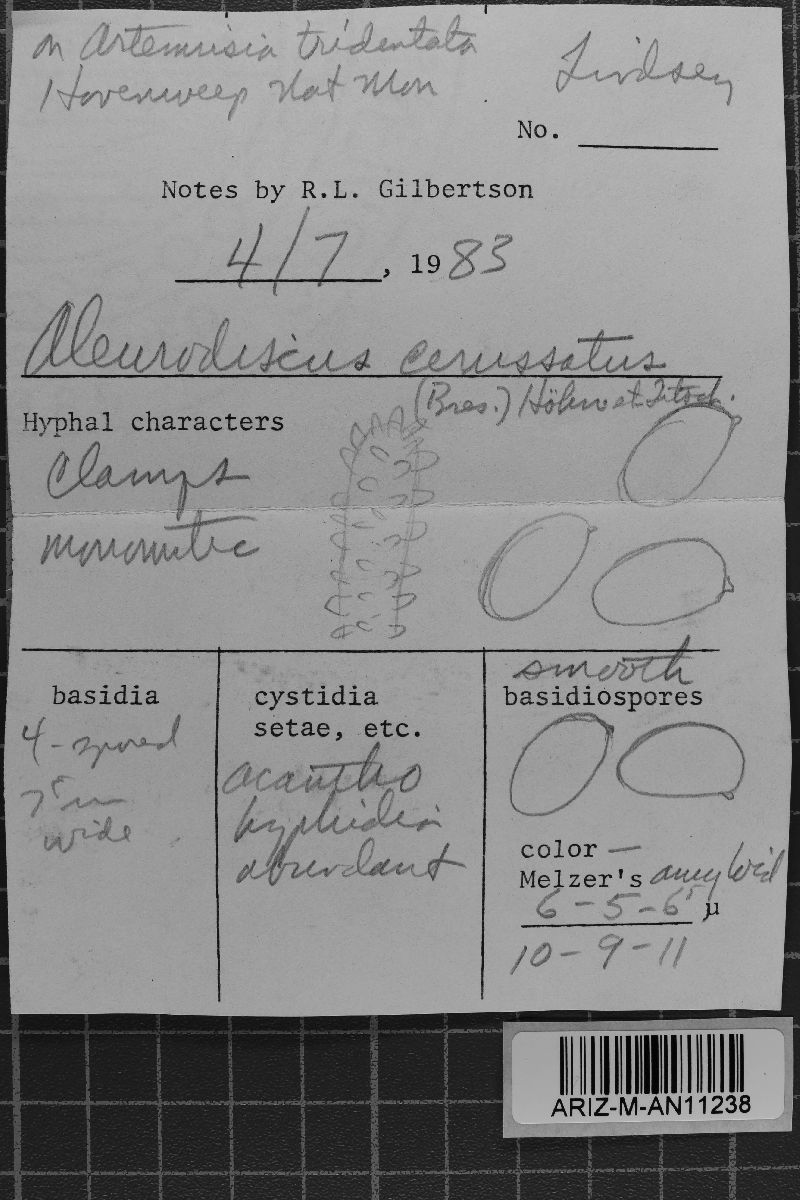 on Artemisia tridentata
Hovenweep Nat Mon
Lindsey
No.
Notes by R.L. Gilbertson
4/7, 1983
Aleurodiscus cerussatus
(Bres.) Höhn et Litsch.
Hyphal characters
Clamps
monomitic
smooth
basidia
cystidia
setae, etc.
basidiospores
4-spored
wide
acantho
hyphidia
abundant
color —
Melzer's amyloid
6 - 5 - 6⁵ µ
10 - 9 - 11
ARIZ-M-AN11238